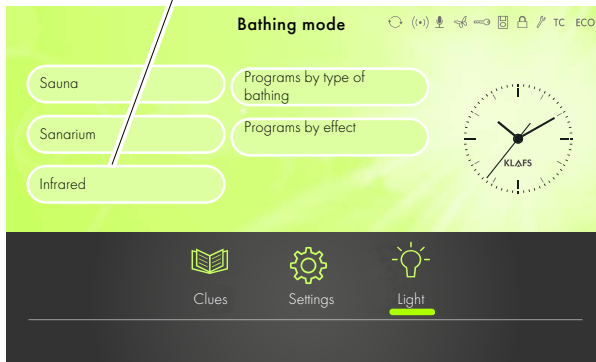 Bathing mode
TC ECO
Sauna
Programs by type of
bathing
Sanarium
Programs by effect
Infrared
KLAFS
Clues
Settings
Light